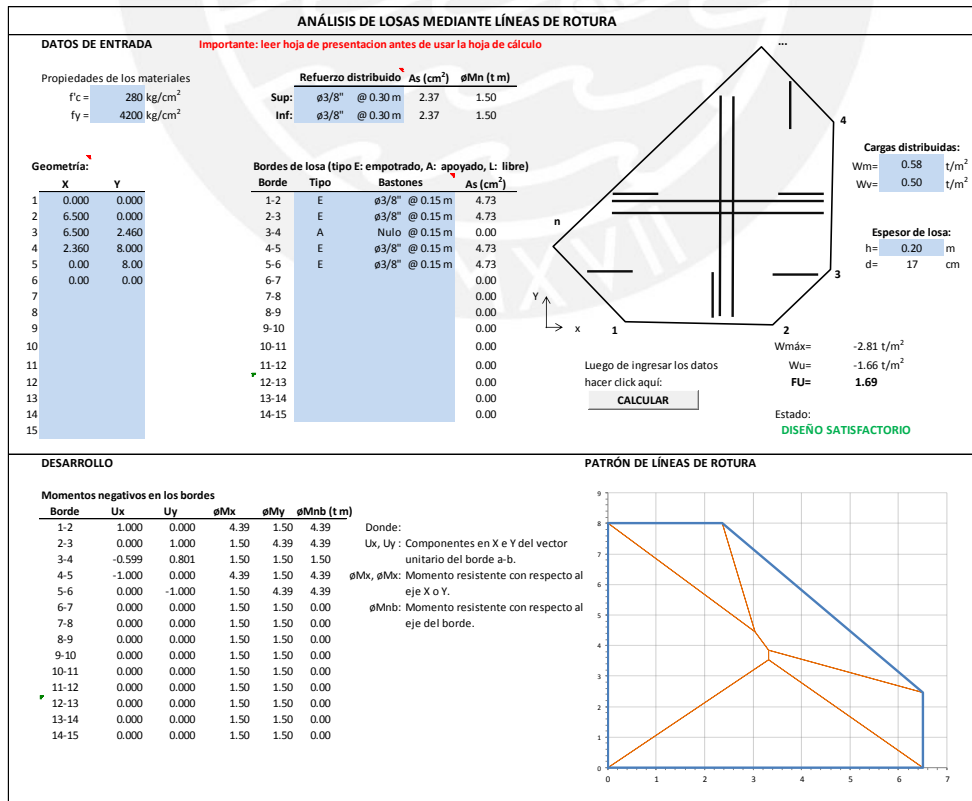 ANÁLISIS DE LOSAS MEDIANTE LÍNEAS DE ROTURA
DATOS DE ENTRADA Importante: leer hoja de presentacion antes de usar la hoja de cálculo
Propiedades de los materiales
f'c = 280 kg/cm²
fy = 4200 kg/cm²
Refuerzo distribuido As (cm²) øMn (t m)
Sup: ø3/8" @ 0.30 m 2.37 1.50
Inf: ø3/8" @ 0.30 m 2.37 1.50
Geometría:
X Y
1 0.000 0.000
2 6.500 0.000
3 6.500 2.460
4 2.360 8.000
5 0.00 8.00
6 0.00 0.00
7
8
9
10
11
12
13
14
15
Bordes de losa (tipo E: empotrado, A: apoyado, L: libre)
Borde Tipo Bastones As (cm²)
1-2 E ø3/8" @ 0.15 m 4.73
2-3 E ø3/8" @ 0.15 m 4.73
3-4 A Nulo @ 0.15 m 0.00
4-5 E ø3/8" @ 0.15 m 4.73
5-6 E ø3/8" @ 0.15 m 4.73
6-7 0.00
7-8 0.00
8-9 0.00
9-10 0.00
10-11 0.00
11-12 0.00
12-13 0.00
13-14 0.00
14-15 0.00
...
4
n
3
Y
x
1
2
Cargas distribuidas:
Wm= 0.58 t/m²
Wv= 0.50 t/m²
Espesor de losa:
h= 0.20 m
d= 17 cm
Luego de ingresar los datos
hacer click aquí:
CALCULAR
Wmáx= -2.81 t/m²
Wu= -1.66 t/m²
FU= 1.69
Estado:
DISEÑO SATISFACTORIO
DESARROLLO
Momentos negativos en los bordes
Borde Ux Uy øMx øMy øMnb (t m)
1-2 1.000 0.000 4.39 1.50 4.39
2-3 0.000 1.000 1.50 4.39 4.39
3-4 -0.599 0.801 1.50 1.50 1.50
4-5 -1.000 0.000 4.39 1.50 4.39
5-6 0.000 -1.000 1.50 4.39 4.39
6-7 0.000 0.000 1.50 1.50 0.00
7-8 0.000 0.000 1.50 1.50 0.00
8-9 0.000 0.000 1.50 1.50 0.00
9-10 0.000 0.000 1.50 1.50 0.00
10-11 0.000 0.000 1.50 1.50 0.00
11-12 0.000 0.000 1.50 1.50 0.00
12-13 0.000 0.000 1.50 1.50 0.00
13-14 0.000 0.000 1.50 1.50 0.00
14-15 0.000 0.000 1.50 1.50 0.00
Donde:
Ux, Uy : Componentes en X e Y del vector
unitario del borde a-b.
øMx, øMx: Momento resistente con respecto al
eje X o Y.
øMnb: Momento resistente con respecto al
eje del borde.
PATRÓN DE LÍNEAS DE ROTURA
9
8
7
6
5
4
3
2
1
0
0 1 2 3 4 5 6 7